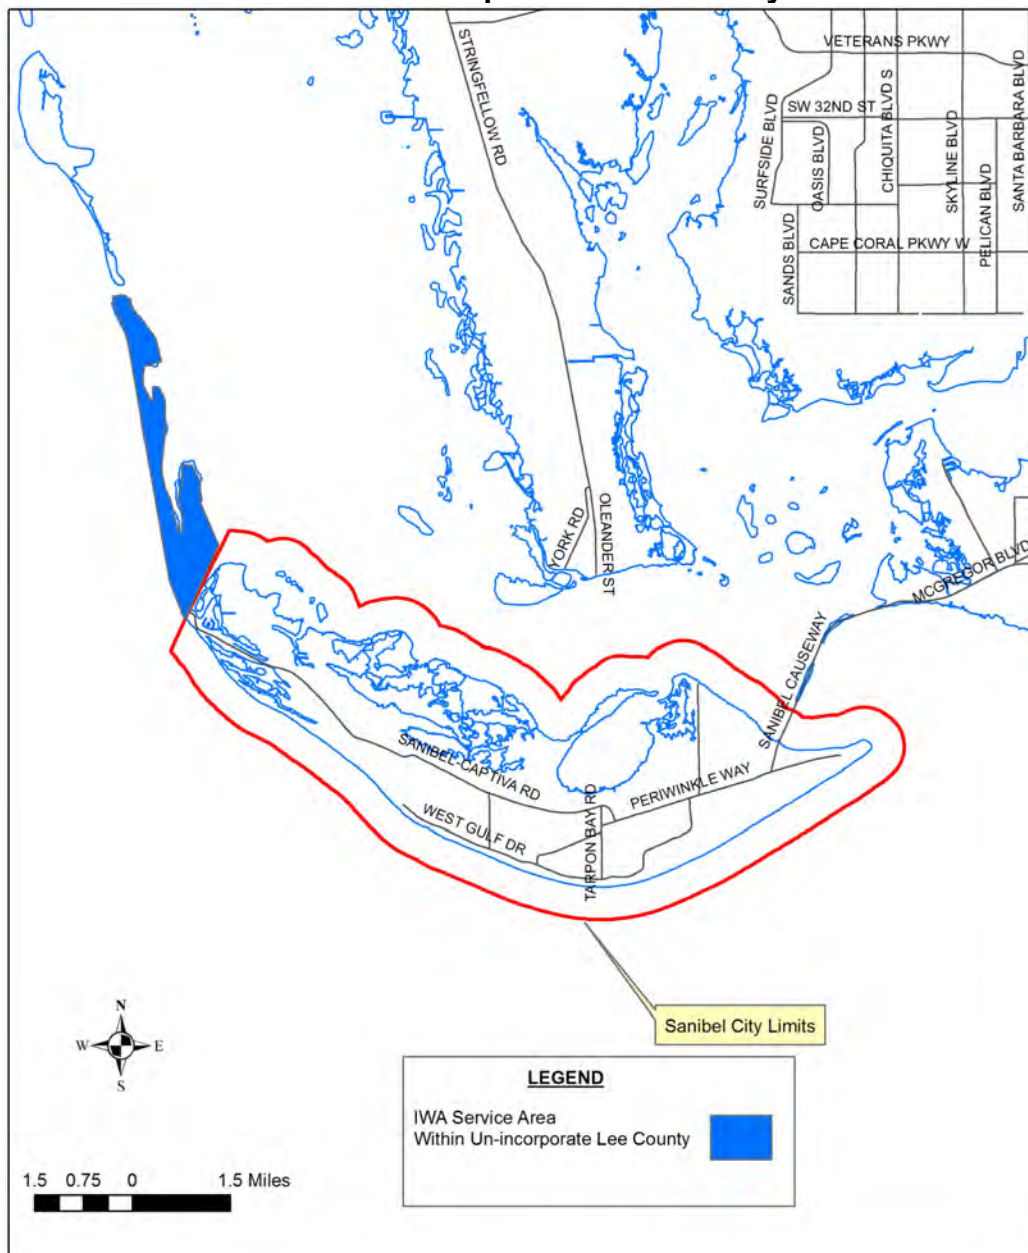 VETERANS PKWY
STRINGFELLOW RD
SURFSIDE BLVD
SW 32ND ST
OASIS BLVD
CHIQUITA BLVD S
SKYLINE BLVD
PELICAN BLVD
SANTA BARBARA BLVD
SANDS BLVD
CAPE CORAL PKWY W
YORK RD
OLEANDER ST
MCGREGOR BLVD
SANIBEL CAUSEWAY
SANIBEL-CAPTIVA RD
PERIWINKLE WAY
WEST GULF DR
TARPON BAY RD
Sanibel City Limits
N
W E
S
LEGEND
IWA Service Area
Within Un-incorporate Lee County
1.5 0.75 0 1.5 Miles